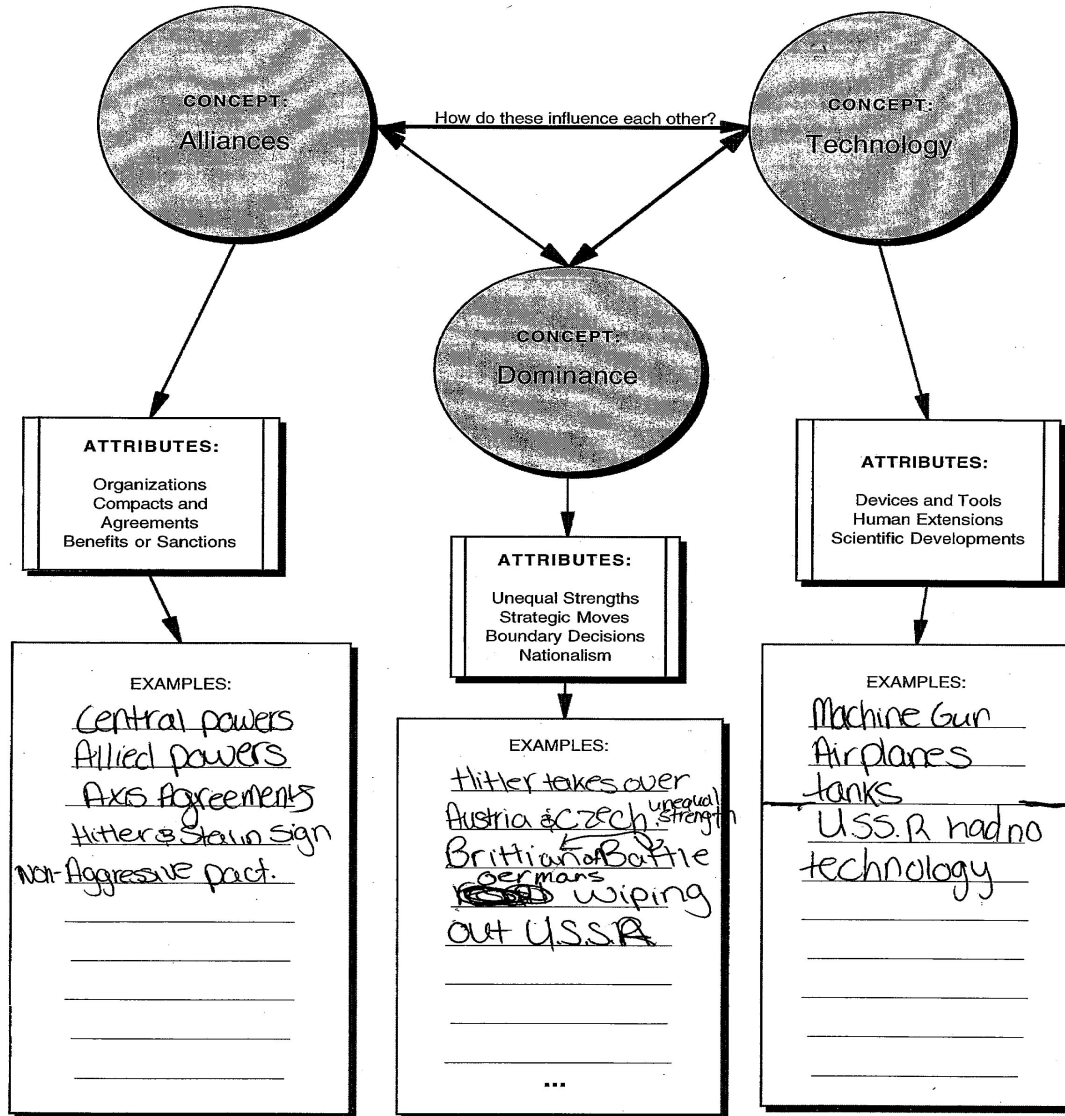 CONCEPT:
Alliances
How do these influence each other?
CONCEPT:
Technology
CONCEPT:
Dominance
ATTRIBUTES:
Organizations
Compacts and
Agreements
Benefits or Sanctions
ATTRIBUTES:
Unequal Strengths
Strategic Moves
Boundary Decisions
Nationalism
ATTRIBUTES:
Devices and Tools
Human Extensions
Scientific Developments
EXAMPLES:
Central powers
Allied powers
Axis Agreements
Hitler & Stalin sign
Non-Aggressive pact.
EXAMPLES:
Hitler takes over
Austria & Czech. unequal strength
Brittian of Battle
germans
wiping
out U.S.S.R
...
EXAMPLES:
Machine Gun
Airplanes
tanks
USS.R had no
technology